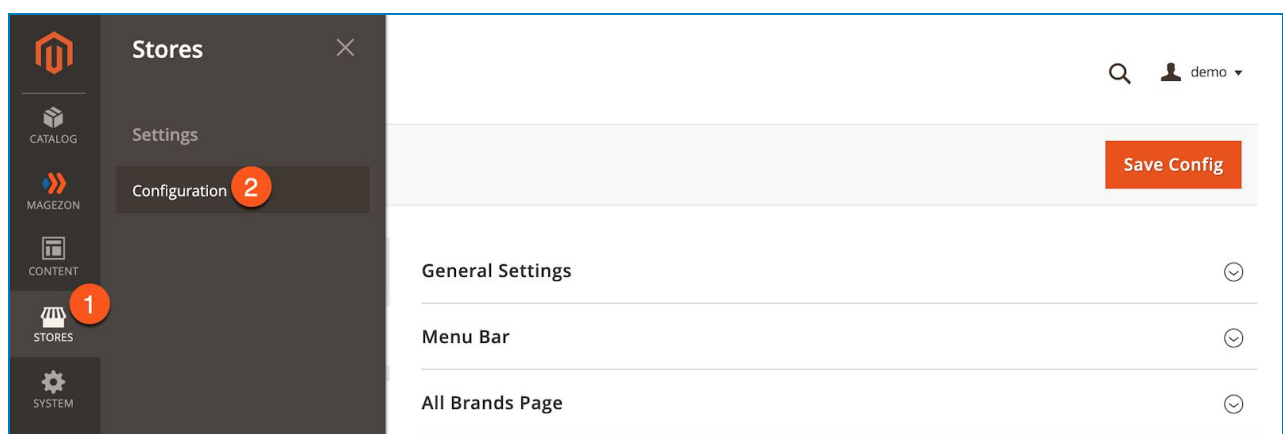 Stores
demo
CATALOG
Settings
Save Config
Configuration 2
MAGEZON
CONTENT
General Settings
1
STORES
Menu Bar
SYSTEM
All Brands Page